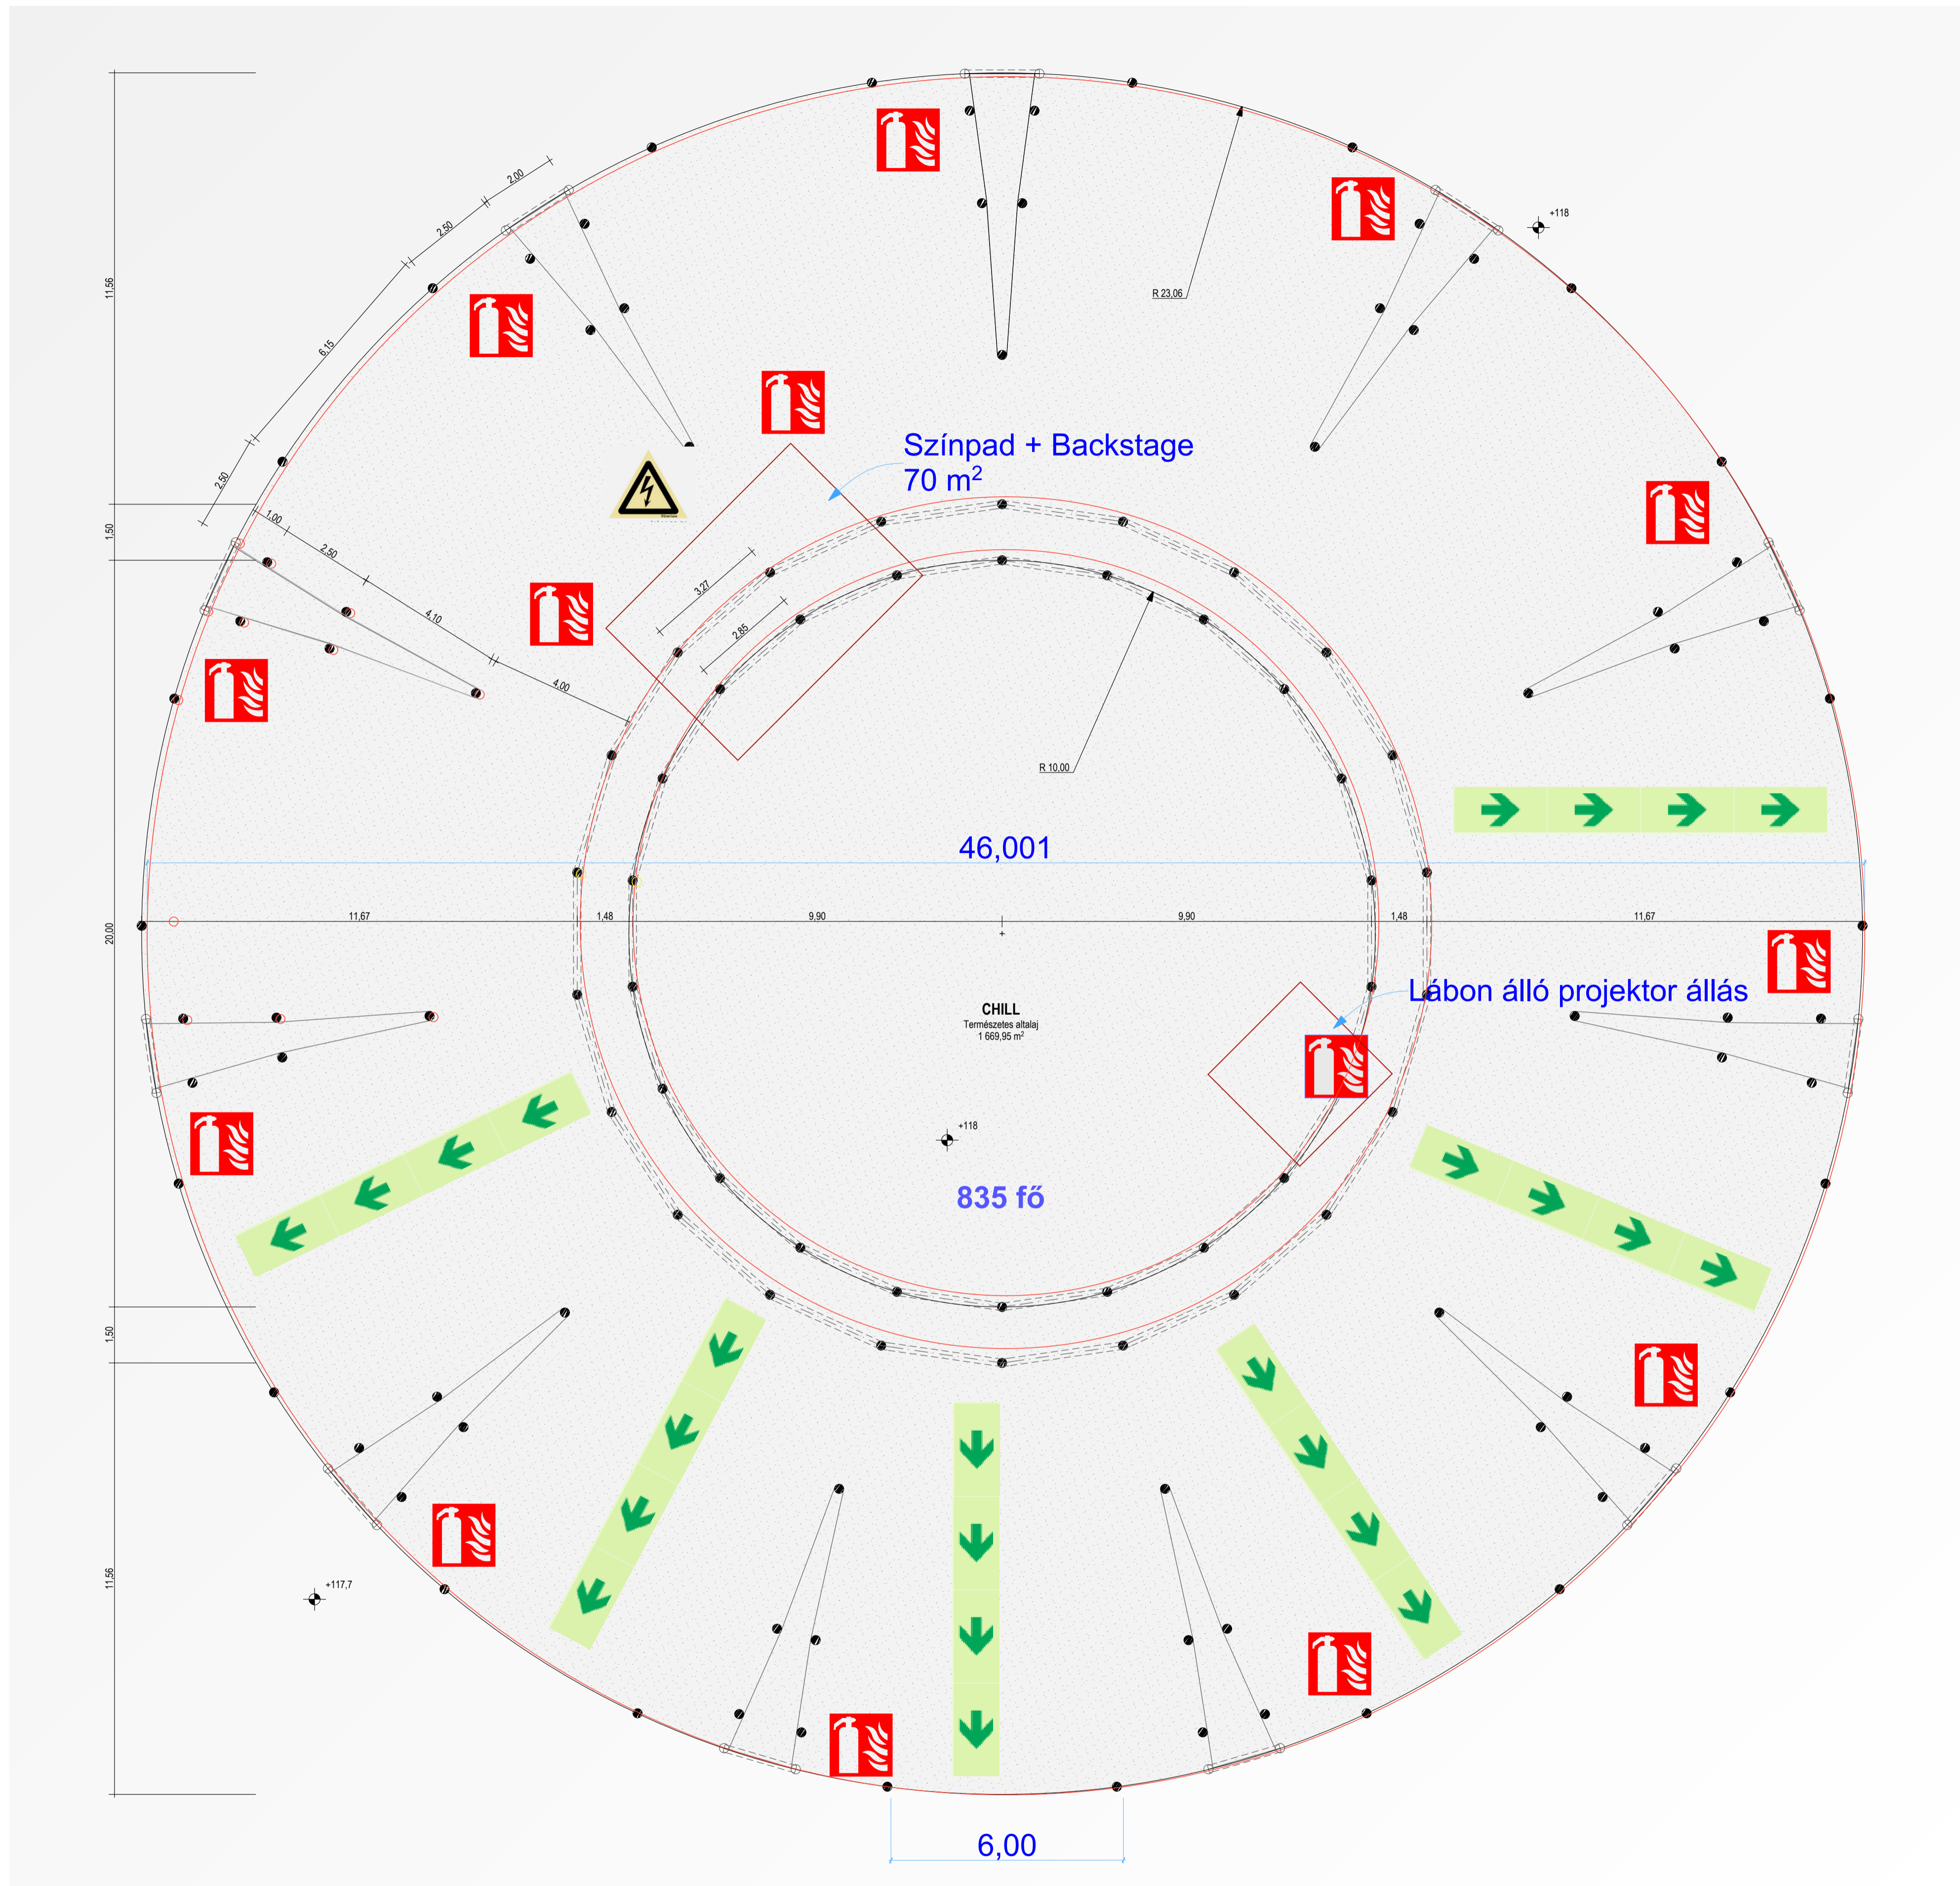 2,00
2,50
+118
11,56
R 23,06
6,15
Színpad + Backstage
70 m²
2,50
1,00
1,50
2,50
3,27
4,10
2,85
4,00
R 10,00
46,001
20,00
11,67
1,48
9,90
9,90
1,48
11,67
Lábon álló projektor állás
CHILL
Természetes altalaj
1 669,95 m²
+118
835 fő
1,50
11,56
+117,7
6,00